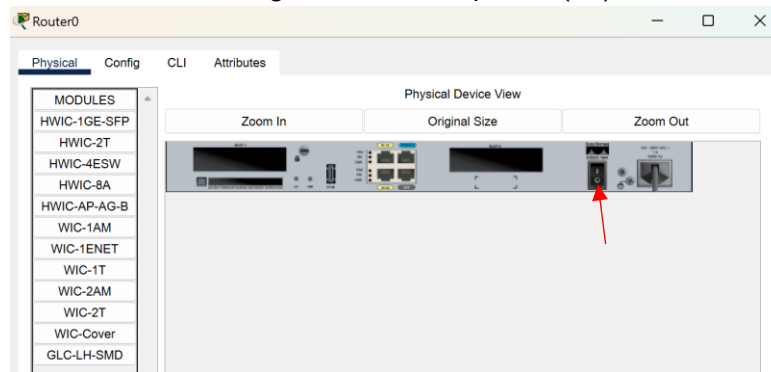 Router0
Physical Config CLI Attributes
MODULES
HWIC-1GE-SFP
HWIC-2T
HWIC-4ESW
HWIC-8A
HWIC-AP-AG-B
WIC-1AM
WIC-1ENET
WIC-1T
WIC-2AM
WIC-2T
WIC-Cover
GLC-LH-SMD
Physical Device View
Zoom In Original Size Zoom Out